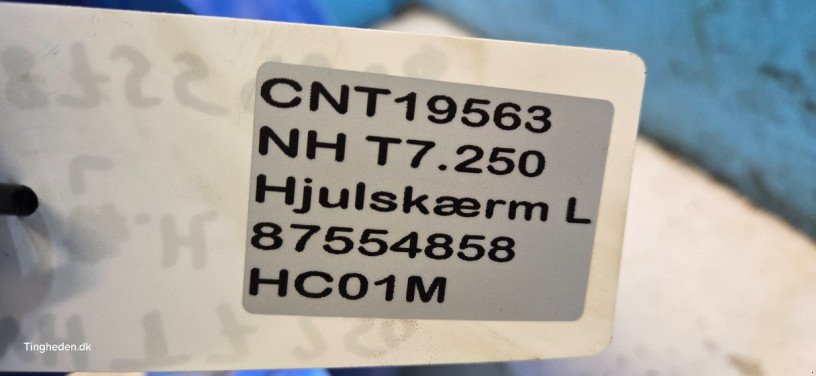 CNT19563
NH T7.250
Hjulskærm L
87554858
HC01M
Tingheden.dk